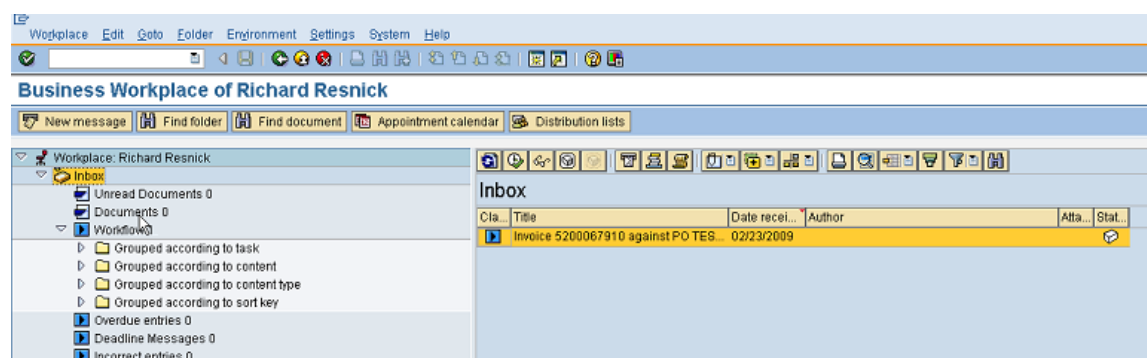 Workplace Edit Goto Folder Environment Settings System Help
Business Workplace of Richard Resnick
New message Find folder Find document Appointment calendar Distribution lists
Workplace: Richard Resnick
Inbox
Unread Documents 0
Documents 0
Workflow
Grouped according to task
Grouped according to content
Grouped according to content type
Grouped according to sort key
Overdue entries 0
Deadline Messages 0
Incorrect entries 0
Inbox
Cla... Title Date recei... Author Atta... Stat...
Invoice 5200067910 against PO TES... 02/23/2009